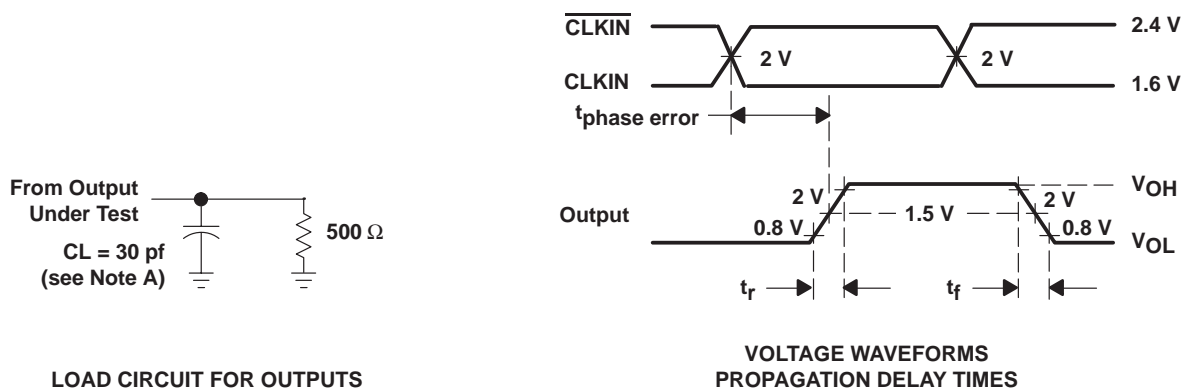 From Output
Under Test
CL = 30 pf
(see Note A)
500 Ω
LOAD CIRCUIT FOR OUTPUTS
CLKIN
CLKIN
2 V
2 V
2.4 V
1.6 V
tphase error
Output
2 V
0.8 V
1.5 V
2 V
0.8 V
VOH
VOL
tr
tf
VOLTAGE WAVEFORMS
PROPAGATION DELAY TIMES